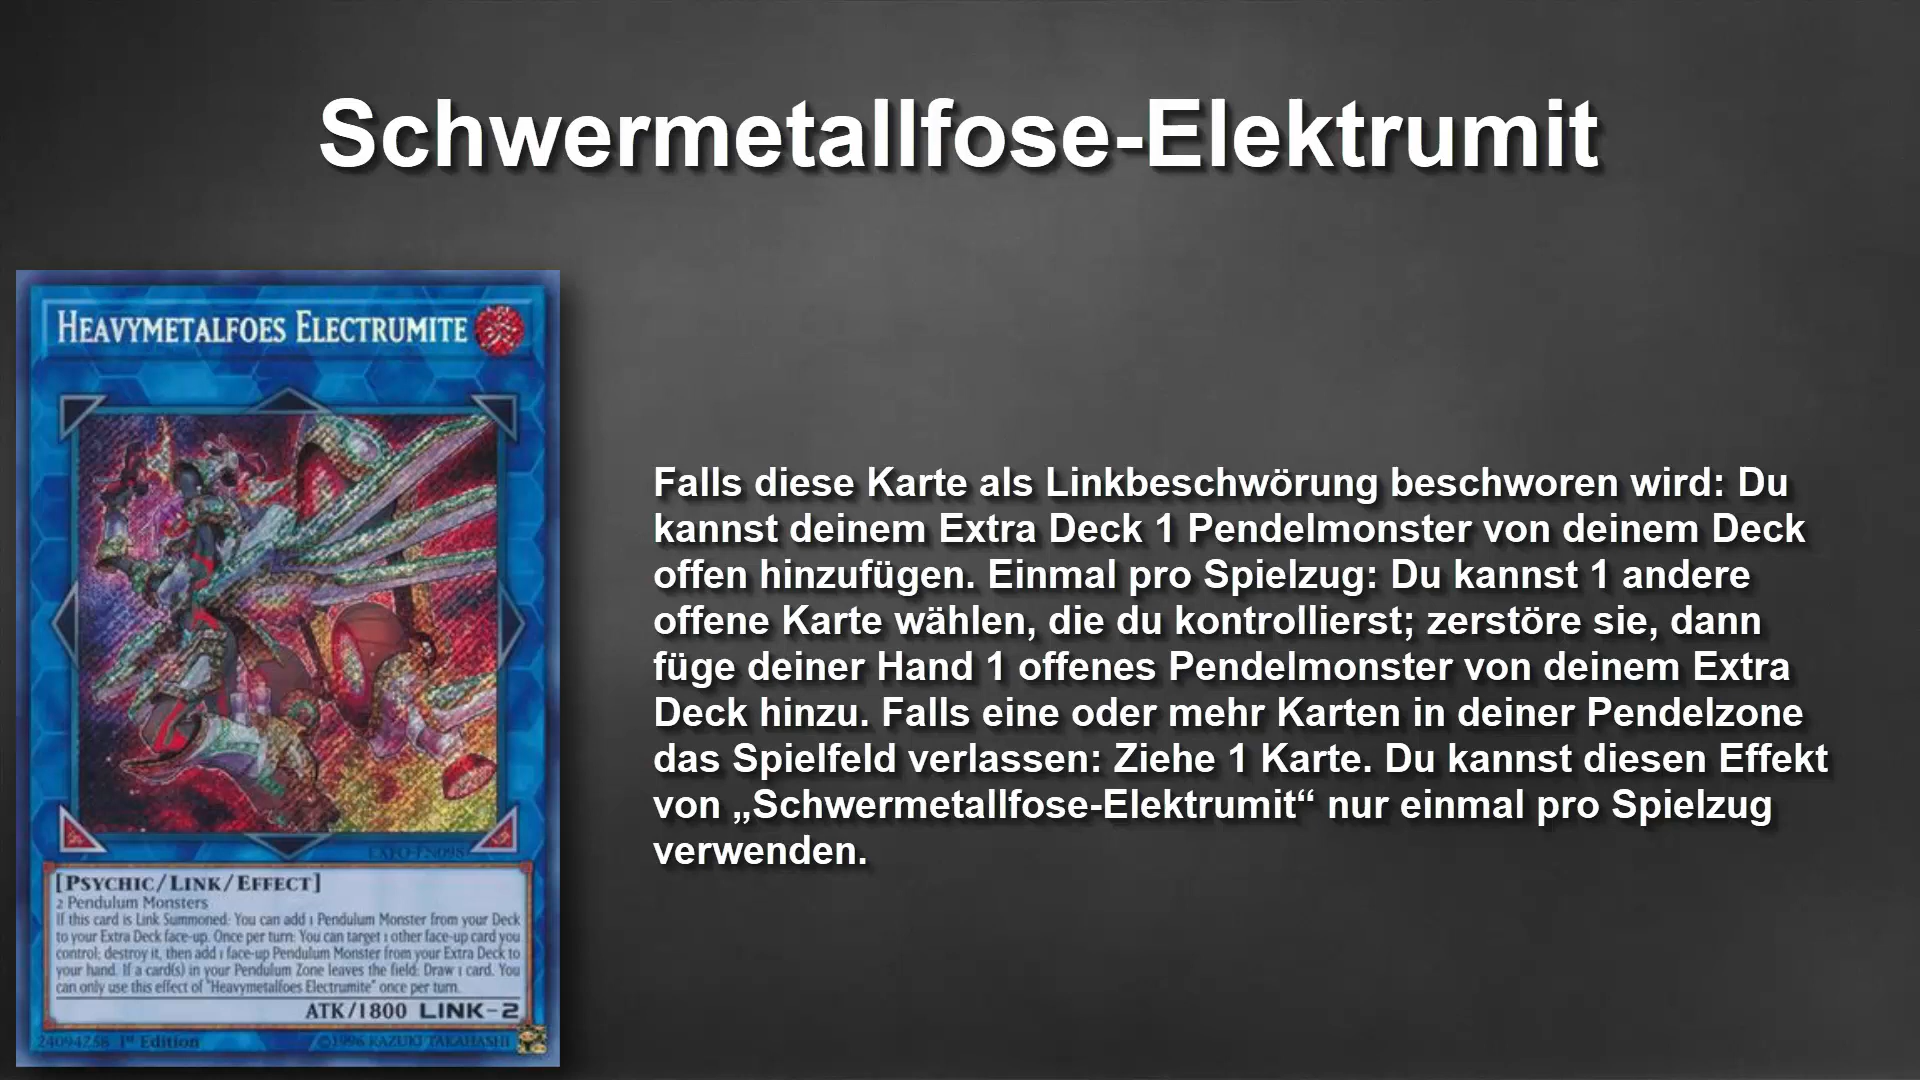 Schwermetallfose-Elektrumit
HEAVYMETALFOES ELECTRUMITE
炎
EXFO-EN098
[PSYCHIC/LINK/EFFECT]
2 Pendulum Monsters
If this card is Link Summoned: You can add 1 Pendulum Monster from your Deck
to your Extra Deck face-up. Once per turn: You can target 1 other face-up card you
control; destroy it, then add 1 face-up Pendulum Monster from your Extra Deck to
your hand. If a card(s) in your Pendulum Zone leaves the field: Draw 1 card. You
can only use this effect of "Heavymetalfoes Electrumite" once per turn.
ATK/1800 LINK-2
24094258 1st Edition ©1996 KAZUKI TAKAHASHI
Falls diese Karte als Linkbeschwörung beschworen wird: Du
kannst deinem Extra Deck 1 Pendelmonster von deinem Deck
offen hinzufügen. Einmal pro Spielzug: Du kannst 1 andere
offene Karte wählen, die du kontrollierst; zerstöre sie, dann
füge deiner Hand 1 offenes Pendelmonster von deinem Extra
Deck hinzu. Falls eine oder mehr Karten in deiner Pendelzone
das Spielfeld verlassen: Ziehe 1 Karte. Du kannst diesen Effekt
von „Schwermetallfose-Elektrumit“ nur einmal pro Spielzug
verwenden.